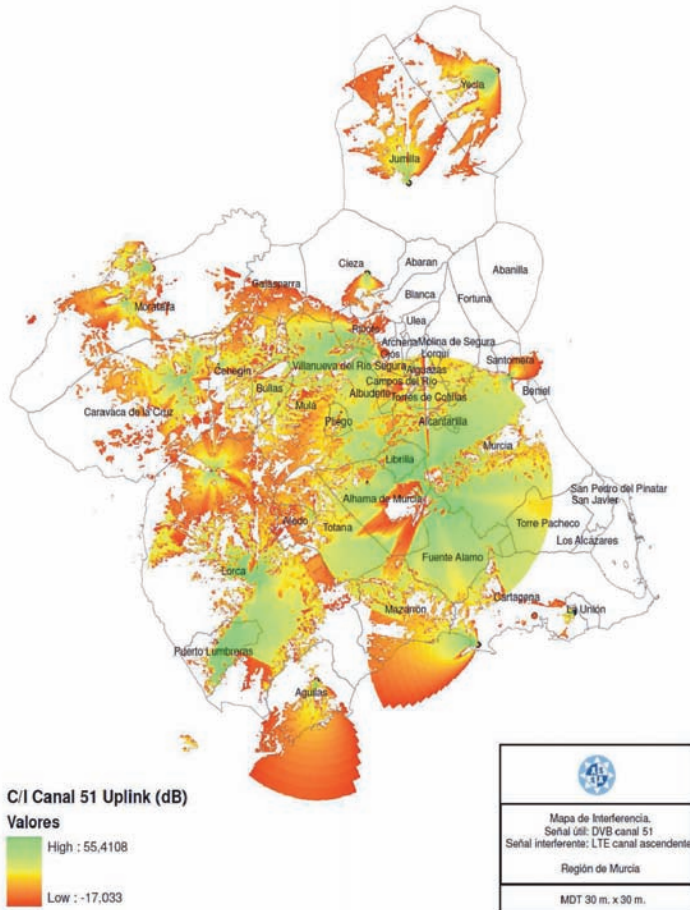 Yecla
Jumilla
Cieza
Abaran
Abanilla
Calasparra
Blanca
Fortuna
Moratalla
Ulea
Ricote
Archena
Molina de Segura
Ojós
Lorquí
Santomera
Villanueva del Río Segura
Alguazas
Cehegín
Campos del Río
Beniel
Bullas
Albudeite
Torres de Cotillas
Mula
Caravaca de la Cruz
Pliego
Alcantarilla
Murcia
Librilla
San Pedro del Pinatar
Alhama de Murcia
San Javier
Aledo
Totana
Torre Pacheco
Los Alcázares
Fuente Alamo
Lorca
Mazarrón
Cartagena
La Unión
Puerto Lumbreras
Aguilas
C/I Canal 51 Uplink (dB)
Valores
High : 55,4108
Low : -17,033
Mapa de Interferencia.
Señal útil: DVB canal 51
Señal interferente: LTE canal ascendente
Región de Murcia
MDT 30 m. x 30 m.